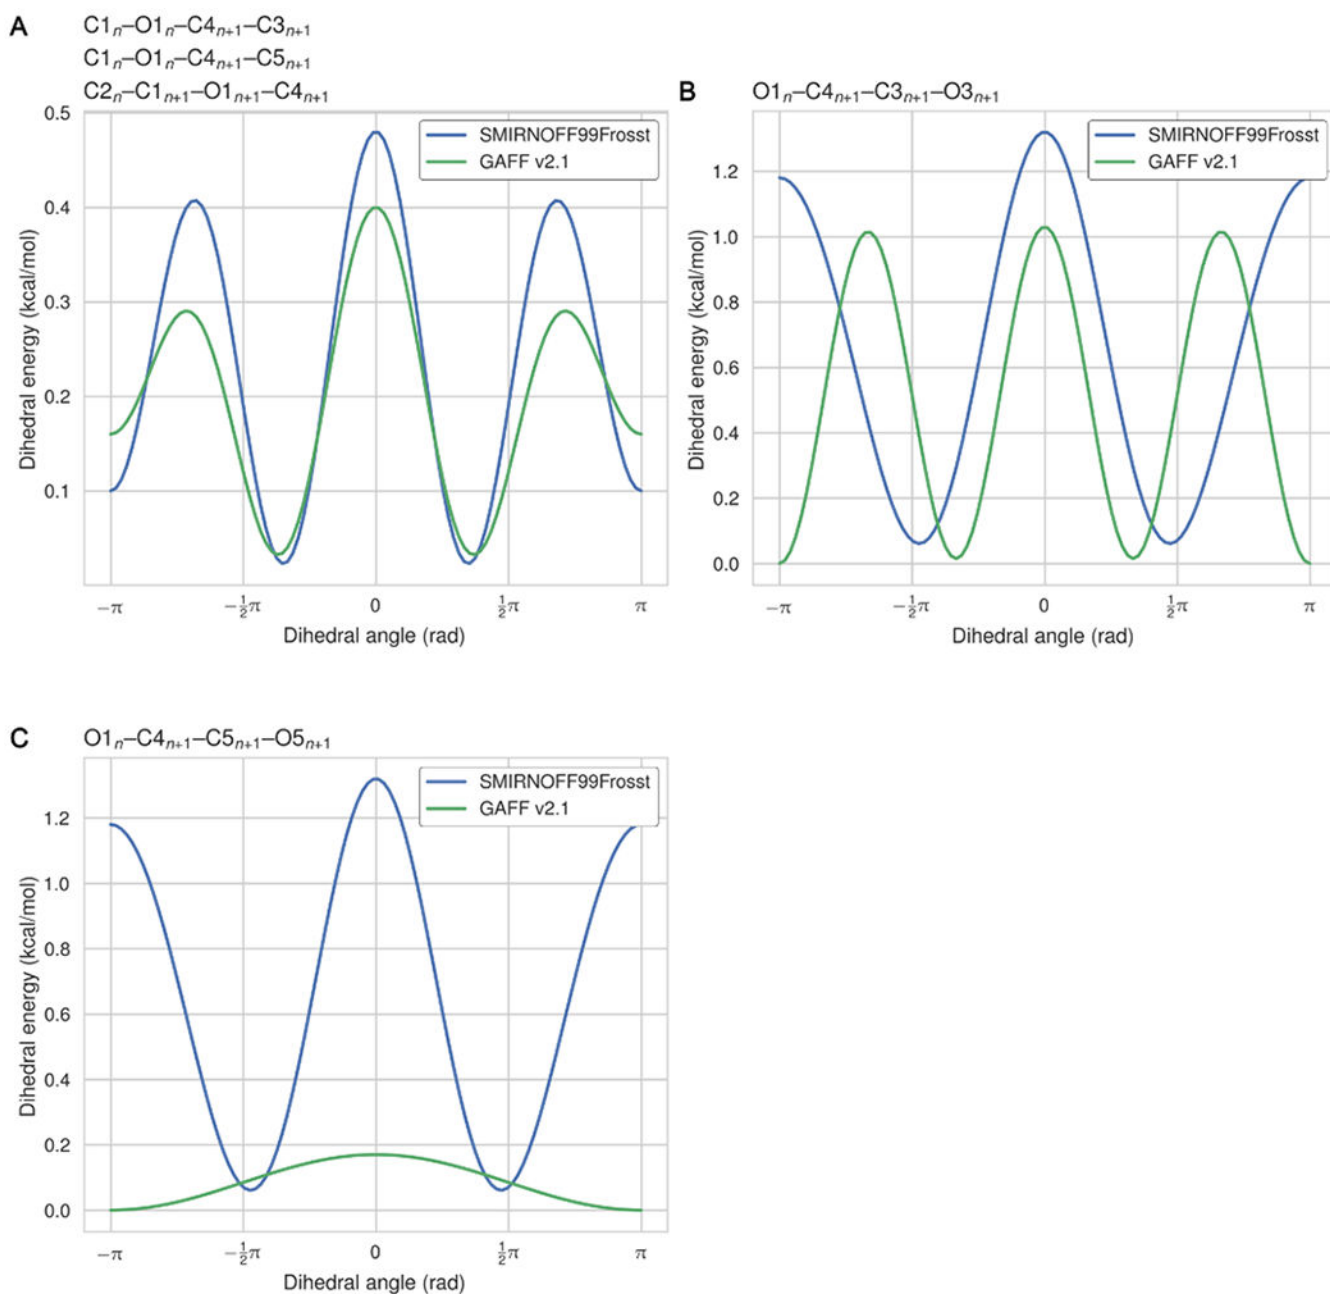 A
C1n–O1n–C4n+1–C3n+1
C1n–O1n–C4n+1–C5n+1
C2n–C1n+1–O1n+1–C4n+1
SMIRNOFF99Frosst
GAFF v2.1
0.5
0.4
0.3
0.2
0.1
Dihedral energy (kcal/mol)
−π
−½π
0
½π
π
Dihedral angle (rad)
B
O1n–C4n+1–C3n+1–O3n+1
SMIRNOFF99Frosst
GAFF v2.1
1.2
1.0
0.8
0.6
0.4
0.2
0.0
Dihedral energy (kcal/mol)
−π
−½π
0
½π
π
Dihedral angle (rad)
C
O1n–C4n+1–C5n+1–O5n+1
SMIRNOFF99Frosst
GAFF v2.1
1.2
1.0
0.8
0.6
0.4
0.2
0.0
Dihedral energy (kcal/mol)
−π
−½π
0
½π
π
Dihedral angle (rad)